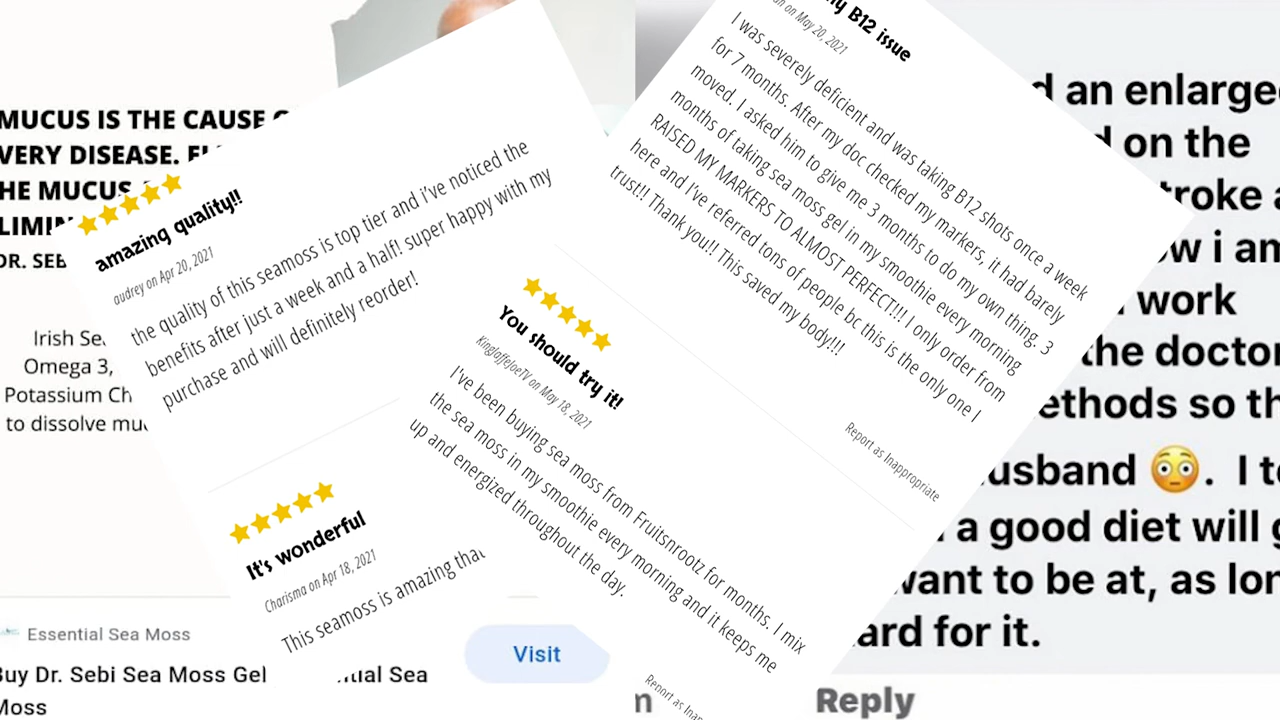 MUCUS IS THE CAUSE
VERY DISEASE.
HE MUCUS
LIMIN
DR. SEB
Irish Se
Omega 3,
Potassium Ch
to dissolve mu
Essential Sea Moss
Buy Dr. Sebi Sea Moss Gel
tial Sea
Moss
Visit
amazing quality!!
audrey on Apr 20, 2021
the quality of this seamoss is top tier and i've noticed the
benefits after just a week and a half! super happy with my
purchase and will definitely reorder!
It's wonderful
Charisma on Apr 18, 2021
This seamoss is amazing that
B12 issue
on May 20, 2021
I was severely deficient and was taking B12 shots once a week
for 7 months. After my doc checked my markers, it had barely
moved. I asked him to give me 3 months to do my own thing. 3
months of taking sea moss gel in my smoothie every morning
RAISED MY MARKERS TO ALMOST PERFECT!!!! I only order from
here and I've referred tons of people bc this is the only one I
trust!! Thank you!! This saved my body!!!
Report as Inappropriate
You should try it!
KingJaffeJoeTV on May 18, 2021
I've been buying sea moss from Fruitsnrootz for months. I mix
the sea moss in my smoothie every morning and it keeps me
up and energized throughout the day.
Report as Inap
d an enlarge
d on the
troke a
ow i am
work
the doctor
ethods so th
usband 😳. I to
a good diet will g
want to be at, as lon
ard for it.
Reply